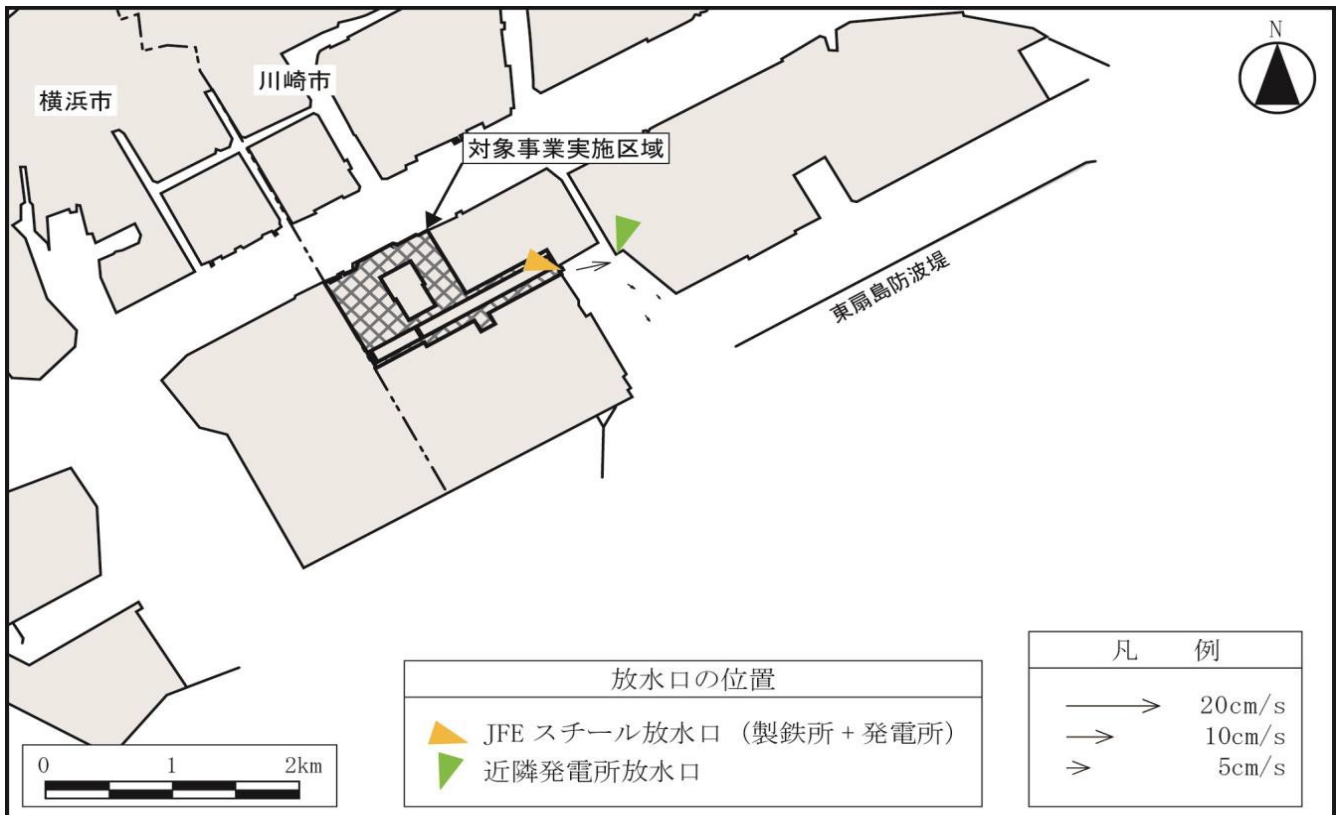 N
川崎市
横浜市
対象事業実施区域
東扇島防波堤
放水口の位置
JFE スチール放水口 (製鉄所 + 発電所)
近隣発電所放水口
凡 例
20cm/s
10cm/s
5cm/s
0 1 2km